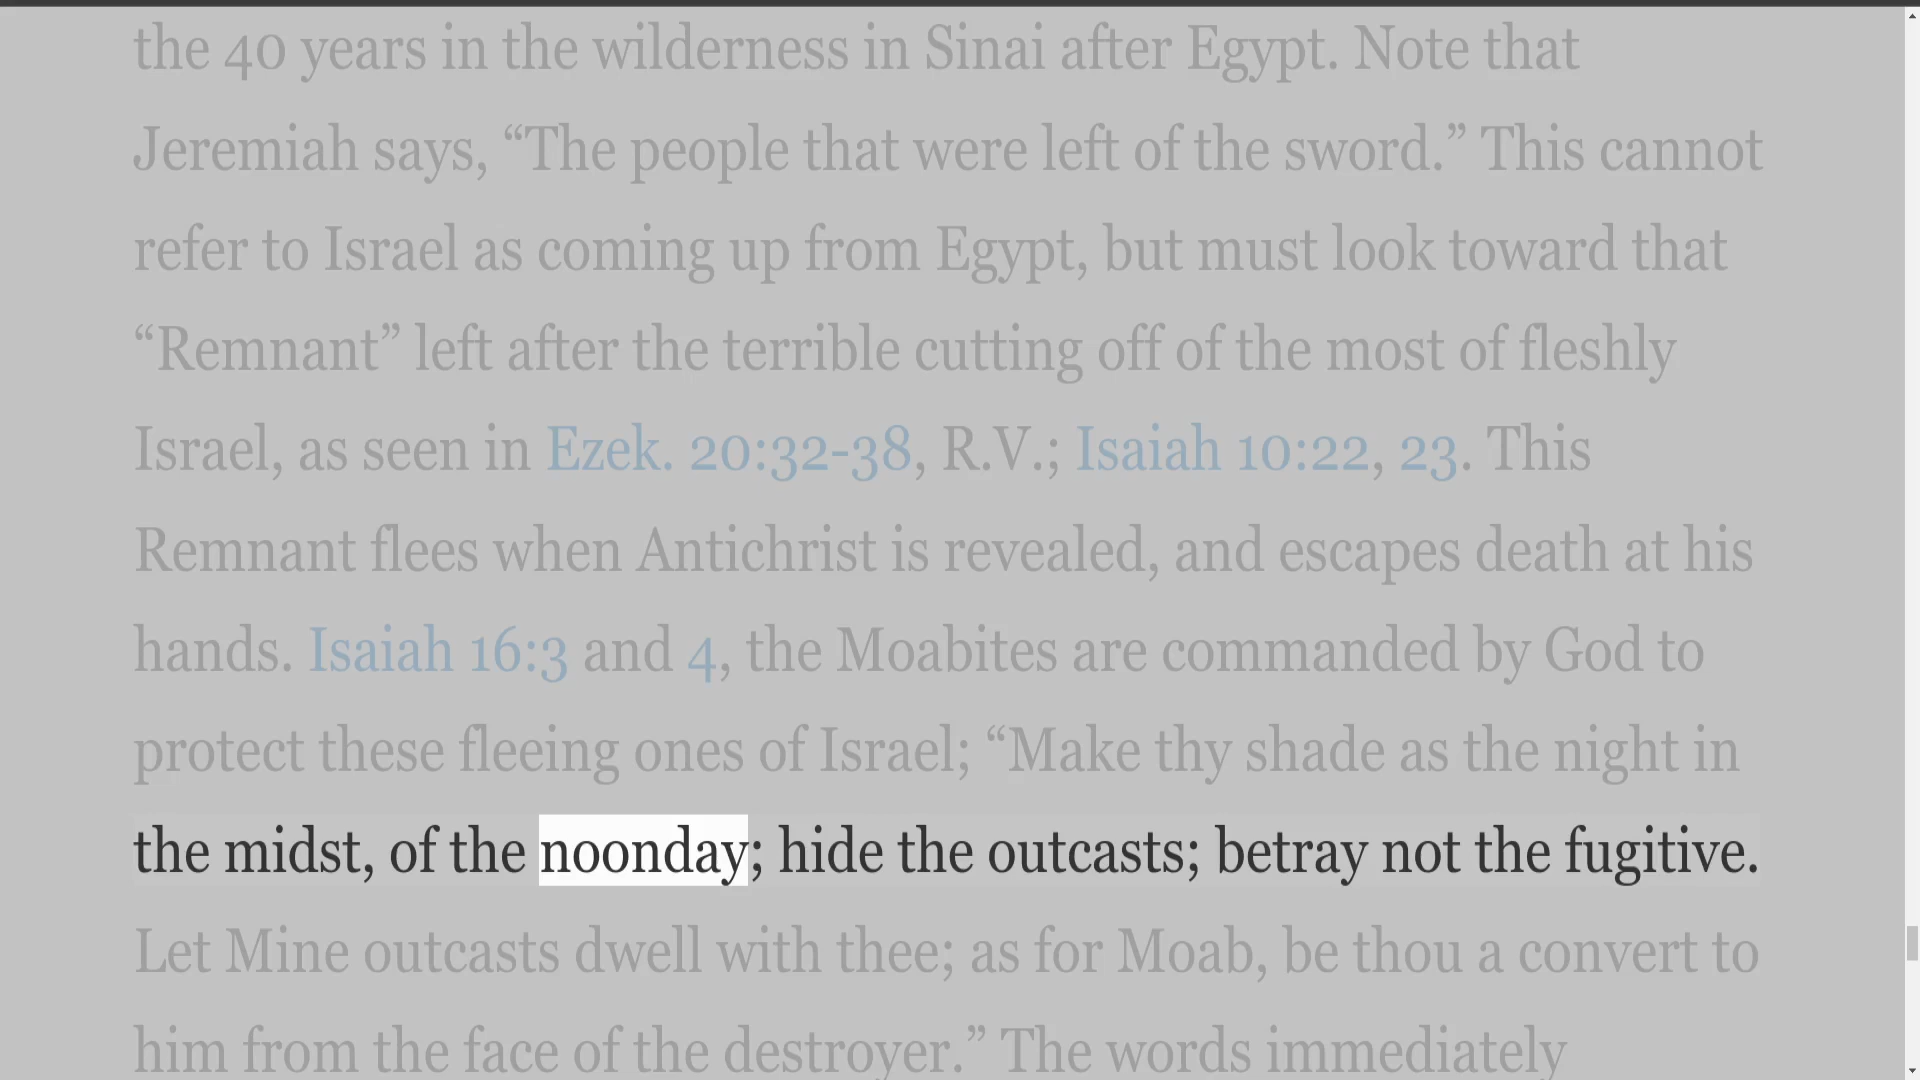 the 40 years in the wilderness in Sinai after Egypt. Note that
Jeremiah says, “The people that were left of the sword.” This cannot
refer to Israel as coming up from Egypt, but must look toward that
“Remnant” left after the terrible cutting off of the most of fleshly
Israel, as seen in Ezek. 20:32-38, R.V.; Isaiah 10:22, 23. This
Remnant flees when Antichrist is revealed, and escapes death at his
hands. Isaiah 16:3 and 4, the Moabites are commanded by God to
protect these fleeing ones of Israel; “Make thy shade as the night in
the midst, of the noonday; hide the outcasts; betray not the fugitive.
Let Mine outcasts dwell with thee; as for Moab, be thou a convert to
him from the face of the destroyer.” The words immediately